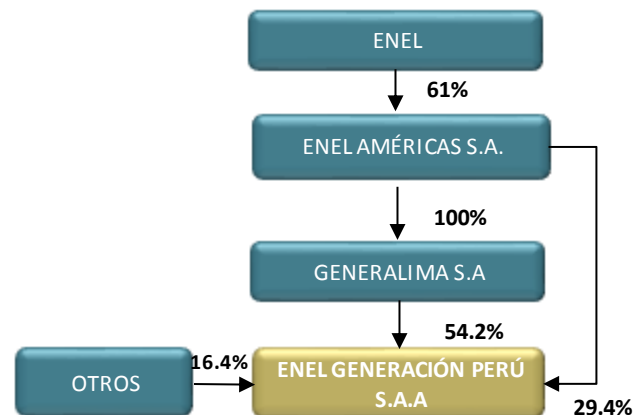 ENEL
61%
ENEL AMÉRICAS S.A.
100%
GENERALIMA S.A
54.2%
OTROS
16.4%
ENEL GENERACIÓN PERÚ
S.A.A
29.4%